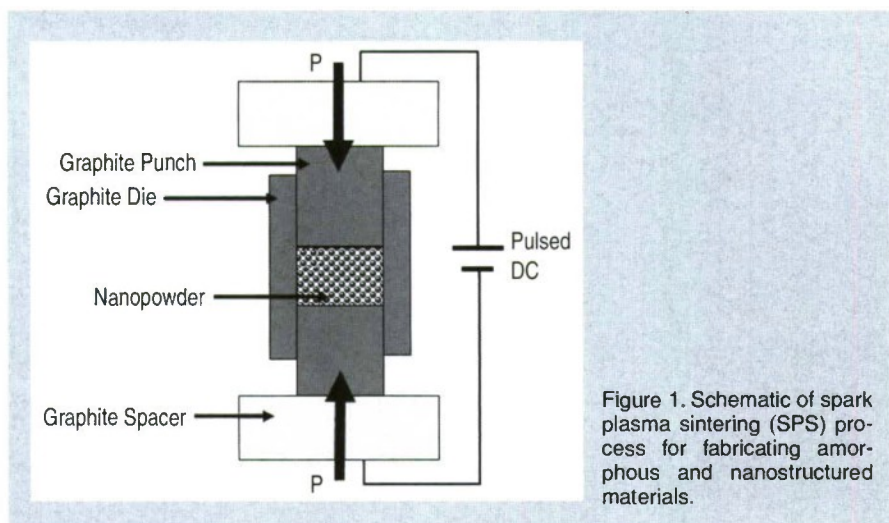 P
Graphite Punch
Graphite Die
Pulsed
DC
Nanopowder
Graphite Spacer
P
Figure 1. Schematic of spark
plasma sintering (SPS) pro-
cess for fabricating amor-
phous and nanostructured
materials.